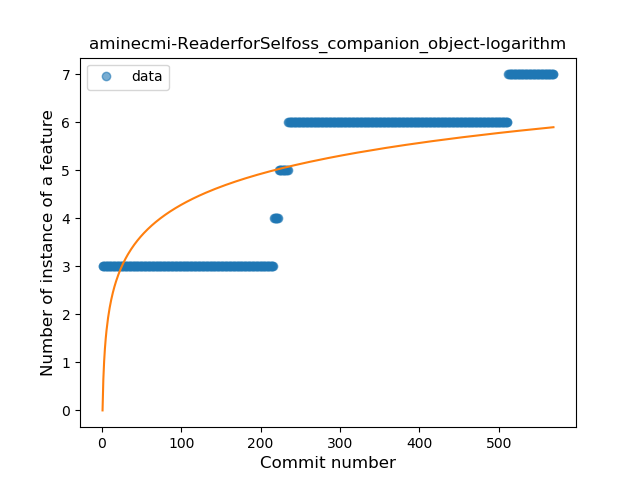 aminecmi-ReaderforSelfoss_companion_object-logarithm
data
Number of instance of a feature
7
6
5
4
3
2
1
0
0 100 200 300 400 500
Commit number